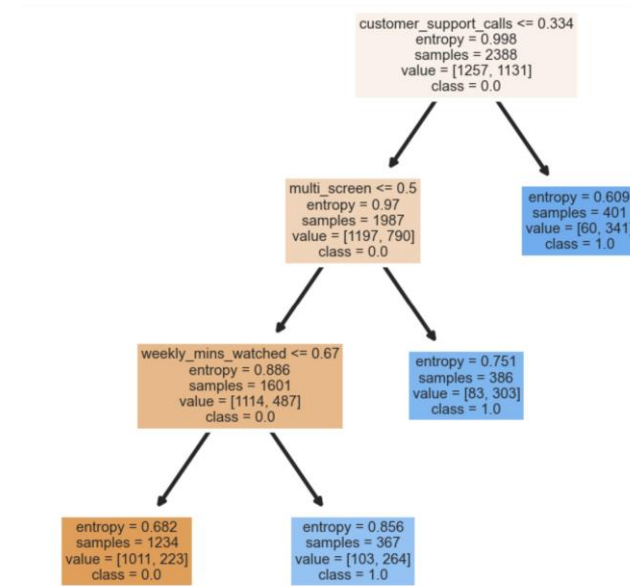 customer_support_calls <= 0.334
entropy = 0.998
samples = 2388
value = [1257, 1131]
class = 0.0
multi_screen <= 0.5
entropy = 0.97
samples = 1987
value = [1197, 790]
class = 0.0
entropy = 0.609
samples = 401
value = [60, 341]
class = 1.0
weekly_mins_watched <= 0.67
entropy = 0.886
samples = 1601
value = [1114, 487]
class = 0.0
entropy = 0.751
samples = 386
value = [83, 303]
class = 1.0
entropy = 0.682
samples = 1234
value = [1011, 223]
class = 0.0
entropy = 0.856
samples = 367
value = [103, 264]
class = 1.0